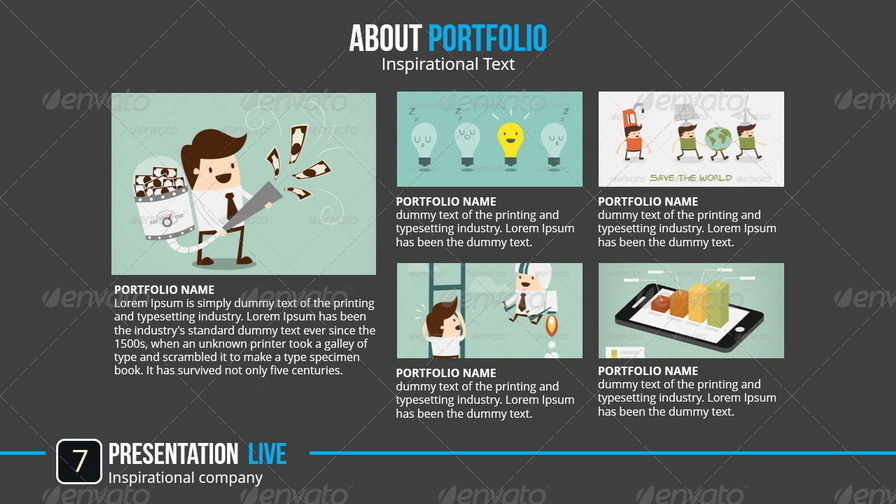 ABOUT PORTFOLIO
Inspirational Text
PORTFOLIO NAME
Lorem Ipsum is simply dummy text of the printing
and typesetting industry. Lorem Ipsum has been
the industry's standard dummy text ever since the
1500s, when an unknown printer took a galley of
type and scrambled it to make a type specimen
book. It has survived not only five centuries.
Z
Z
Z
Z
Z
Z
PORTFOLIO NAME
dummy text of the printing and
typesetting industry. Lorem Ipsum
has been the dummy text.
SAVE THE WORLD
PORTFOLIO NAME
dummy text of the printing and
typesetting industry. Lorem Ipsum
has been the dummy text.
PORTFOLIO NAME
dummy text of the printing and
typesetting industry. Lorem Ipsum
has been the dummy text.
PORTFOLIO NAME
dummy text of the printing and
typesetting industry. Lorem Ipsum
has been the dummy text.
7
PRESENTATION LIVE
Inspirational company
envato